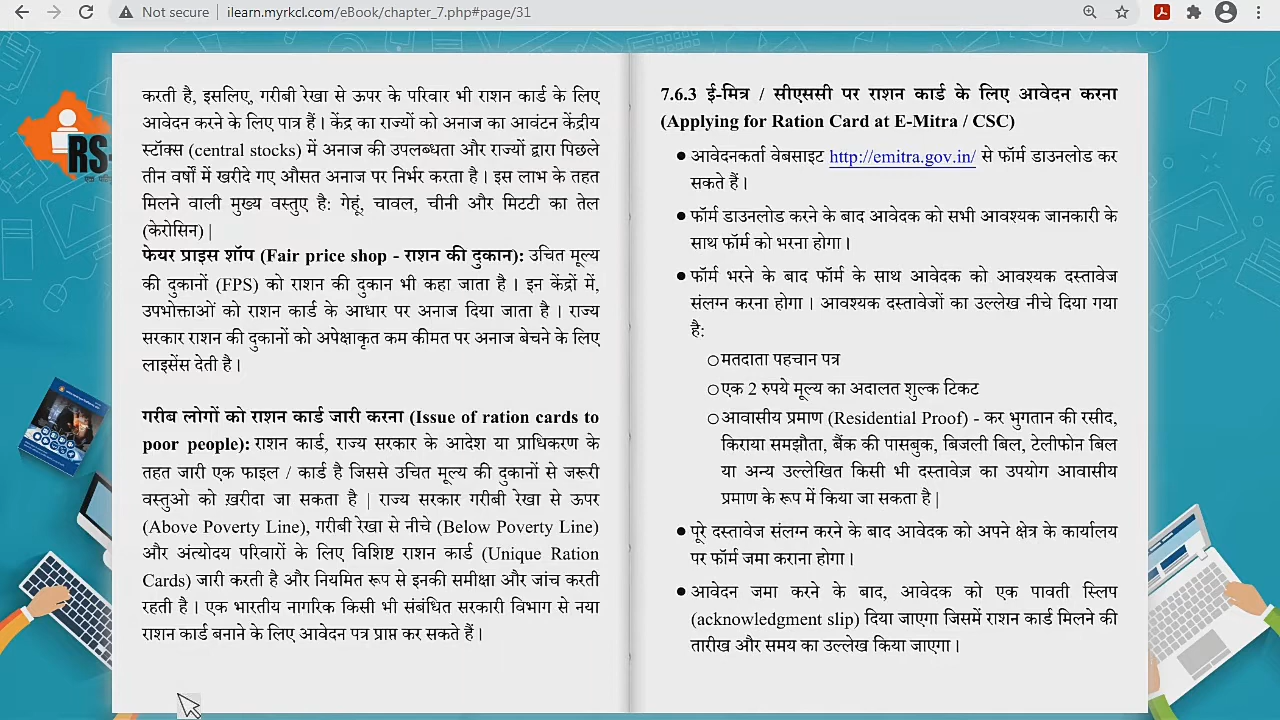 Not secure | ilearn.myrkcl.com/eBook/chapter_7.php#page/31
RS-
एक पर्य
करती है, इसलिए, गरीबी रेखा से ऊपर के परिवार भी राशन कार्ड के लिए
आवेदन करने के लिए पात्र हैं । केंद्र का राज्यों को अनाज का आवंटन केंद्रीय
स्टॉक्स (central stocks) में अनाज की उपलब्धता और राज्यों द्वारा पिछले
तीन वर्षों में खरीदे गए औसत अनाज पर निर्भर करता है । इस लाभ के तहत
मिलने वाली मुख्य वस्तुए है: गेहूं, चावल, चीनी और मिटटी का तेल
(केरोसिन) |
फेयर प्राइस शॉप (Fair price shop - राशन की दुकान): उचित मूल्य
की दुकानों (FPS) को राशन की दुकान भी कहा जाता है । इन केंद्रों में,
उपभोक्ताओं को राशन कार्ड के आधार पर अनाज दिया जाता है । राज्य
सरकार राशन की दुकानों को अपेक्षाकृत कम कीमत पर अनाज बेचने के लिए
लाइसेंस देती है ।
गरीब लोगों को राशन कार्ड जारी करना (Issue of ration cards to
poor people): राशन कार्ड, राज्य सरकार के आदेश या प्राधिकरण के
तहत जारी एक फाइल / कार्ड है जिससे उचित मूल्य की दुकानों से जरूरी
वस्तुओ को ख़रीदा जा सकता है | राज्य सरकार गरीबी रेखा से ऊपर
(Above Poverty Line), गरीबी रेखा से नीचे (Below Poverty Line)
और अंत्योदय परिवारों के लिए विशिष्ट राशन कार्ड (Unique Ration
Cards) जारी करती है और नियमित रूप से इनकी समीक्षा और जांच करती
रहती है । एक भारतीय नागरिक किसी भी संबंधित सरकारी विभाग से नया
राशन कार्ड बनाने के लिए आवेदन पत्र प्राप्त कर सकते हैं ।
7.6.3 ई-मित्र / सीएससी पर राशन कार्ड के लिए आवेदन करना
(Applying for Ration Card at E-Mitra / CSC)
● आवेदनकर्ता वेबसाइट http://emitra.gov.in/ से फॉर्म डाउनलोड कर
सकते हैं ।
● फॉर्म डाउनलोड करने के बाद आवेदक को सभी आवश्यक जानकारी के
साथ फॉर्म को भरना होगा ।
● फॉर्म भरने के बाद फॉर्म के साथ आवेदक को आवश्यक दस्तावेज
संलग्न करना होगा । आवश्यक दस्तावेजों का उल्लेख नीचे दिया गया
है:
○ मतदाता पहचान पत्र
○ एक 2 रुपये मूल्य का अदालत शुल्क टिकट
○ आवासीय प्रमाण (Residential Proof) - कर भुगतान की रसीद,
किराया समझौता, बैंक की पासबुक, बिजली बिल, टेलीफोन बिल
या अन्य उल्लेखित किसी भी दस्तावेज़ का उपयोग आवासीय
प्रमाण के रूप में किया जा सकता है |
● पूरे दस्तावेज संलग्न करने के बाद आवेदक को अपने क्षेत्र के कार्यालय
पर फॉर्म जमा कराना होगा ।
● आवेदन जमा करने के बाद, आवेदक को एक पावती स्लिप
(acknowledgment slip) दिया जाएगा जिसमें राशन कार्ड मिलने की
तारीख और समय का उल्लेख किया जाएगा ।